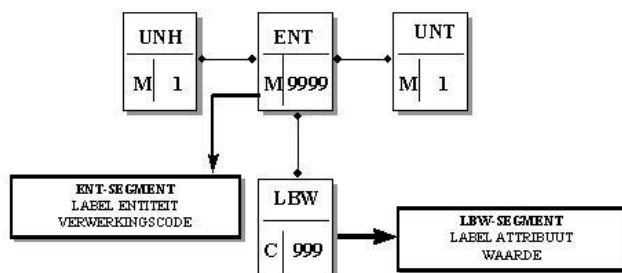 UNH
ENT
UNT
M 1
M 9999
M 1
ENT-SEGMENT
LABEL ENTITEIT
VERWERKINGSCODE
LBW
C 999
LBW-SEGMENT
LABEL ATTRIBUUT
WAARDE